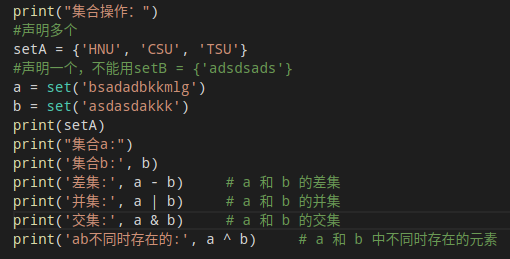 print("集合操作：")
#声明多个
setA = {'HNU', 'CSU', 'TSU'}
#声明一个，不能用setB = {'adsdsads'}
a = set('bsadadbkkmlg')
b = set('asdasdakkk')
print(setA)
print("集合a:")
print('集合b:', b)
print('差集:', a - b)     # a 和 b 的差集
print('并集:', a | b)     # a 和 b 的并集
print('交集:', a & b)     # a 和 b 的交集
print('ab不同时存在的:', a ^ b)     # a 和 b 中不同时存在的元素